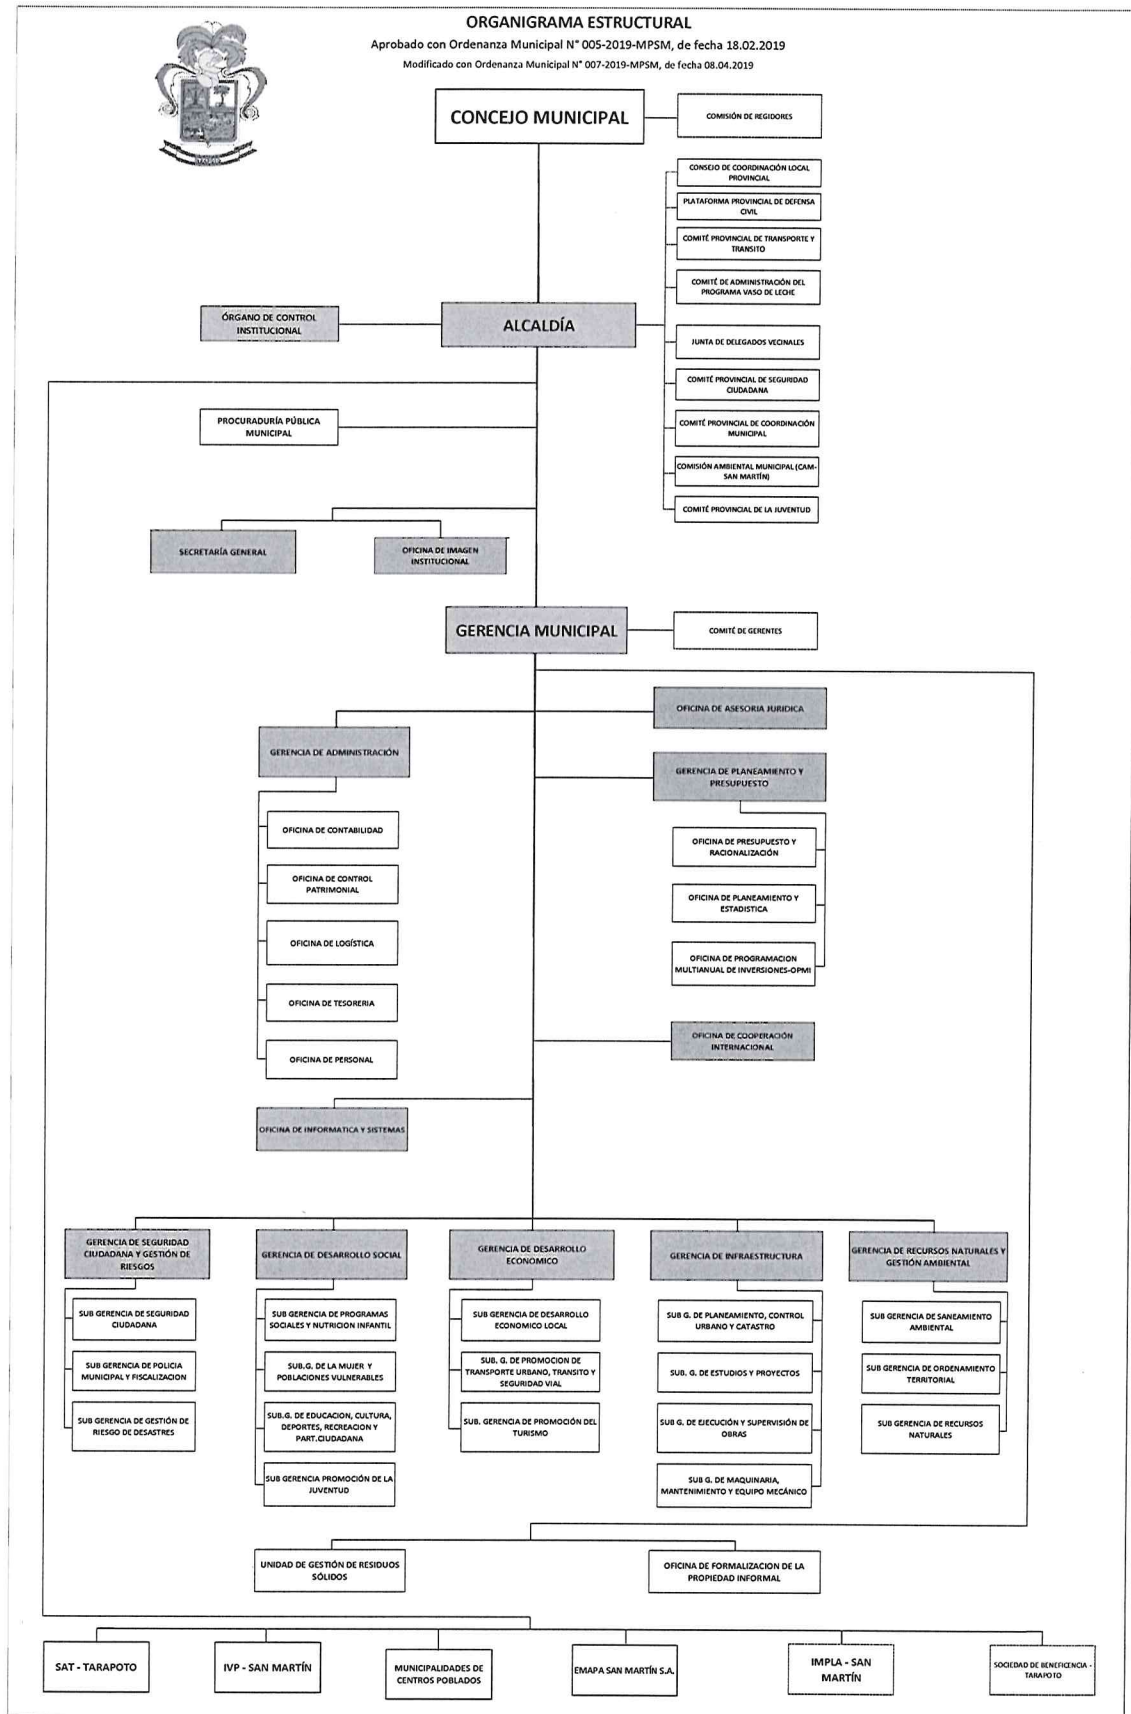 ORGANIGRAMA ESTRUCTURAL
Aprobado con Ordenanza Municipal N° 005-2019-MPSM, de fecha 18.02.2019
Modificado con Ordenanza Municipal N° 007-2019-MPSM, de fecha 08.04.2019
CONCEJO MUNICIPAL
COMISIÓN DE REGIDORES
CONSEJO DE COORDINACIÓN LOCAL
PROVINCIAL
PLATAFORMA PROVINCIAL DE DEFENSA
CIVIL
COMITÉ PROVINCIAL DE TRANSPORTE Y
TRANSITO
COMITÉ DE ADMINISTRACIÓN DEL
PROGRAMA VASO DE LECHE
ÓRGANO DE CONTROL
INSTITUCIONAL
ALCALDÍA
JUNTA DE DELEGADOS VECINALES
COMITÉ PROVINCIAL DE SEGURIDAD
CIUDADANA
PROCURADURÍA PÚBLICA
MUNICIPAL
COMITÉ PROVINCIAL DE COORDINACIÓN
MUNICIPAL
COMISIÓN AMBIENTAL MUNICIPAL (CAM-
SAN MARTÍN)
COMITÉ PROVINCIAL DE LA JUVENTUD
SECRETARÍA GENERAL
OFICINA DE IMAGEN
INSTITUCIONAL
GERENCIA MUNICIPAL
COMITÉ DE GERENTES
OFICINA DE ASESORIA JURIDICA
GERENCIA DE ADMINISTRACIÓN
GERENCIA DE PLANEAMIENTO Y
PRESUPUESTO
OFICINA DE CONTABILIDAD
OFICINA DE CONTROL
PATRIMONIAL
OFICINA DE LOGÍSTICA
OFICINA DE TESORERIA
OFICINA DE PERSONAL
OFICINA DE PRESUPUESTO Y
RACIONALIZACIÓN
OFICINA DE PLANEAMIENTO Y
ESTADISTICA
OFICINA DE PROGRAMACION
MULTIANUAL DE INVERSIONES-OPMI
OFICINA DE COOPERACIÓN
INTERNACIONAL
OFICINA DE INFORMATICA Y SISTEMAS
GERENCIA DE SEGURIDAD
CIUDADANA Y GESTIÓN DE
RIESGOS
SUB GERENCIA DE SEGURIDAD
CIUDADANA
SUB GERENCIA DE POLICIA
MUNICIPAL Y FISCALIZACION
SUB GERENCIA DE GESTIÓN DE
RIESGO DE DESASTRES
GERENCIA DE DESARROLLO SOCIAL
SUB GERENCIA DE PROGRAMAS
SOCIALES Y NUTRICION INFANTIL
SUB.G. DE LA MUJER Y
POBLACIONES VULNERABLES
SUB.G. DE EDUCACION, CULTURA,
DEPORTES, RECREACION Y
PART.CIUDADANA
SUB GERENCIA PROMOCIÓN DE LA
JUVENTUD
GERENCIA DE DESARROLLO
ECONOMICO
SUB GERENCIA DE DESARROLLO
ECONOMICO LOCAL
SUB. G. DE PROMOCION DE
TRANSPORTE URBANO, TRANSITO Y
SEGURIDAD VIAL
SUB. GERENCIA DE PROMOCIÓN DEL
TURISMO
GERENCIA DE INFRAESTRUCTURA
SUB G. DE PLANEAMIENTO, CONTROL
URBANO Y CATASTRO
SUB. G. DE ESTUDIOS Y PROYECTOS
SUB G. DE EJECUCIÓN Y SUPERVISIÓN DE
OBRAS
SUB G. DE MAQUINARIA,
MANTENIMIENTO Y EQUIPO MECÁNICO
GERENCIA DE RECURSOS NATURALES Y
GESTIÓN AMBIENTAL
SUB GERENCIA DE SANEAMIENTO
AMBIENTAL
SUB GERENCIA DE ORDENAMIENTO
TERRITORIAL
SUB GERENCIA DE RECURSOS
NATURALES
UNIDAD DE GESTIÓN DE RESIDUOS
SÓLIDOS
OFICINA DE FORMALIZACION DE LA
PROPIEDAD INFORMAL
SAT - TARAPOTO
IVP - SAN MARTÍN
MUNICIPALIDADES DE
CENTROS POBLADOS
EMAPA SAN MARTÍN S.A.
IMPLA - SAN
MARTÍN
SOCIEDAD DE BENEFICENCIA -
TARAPOTO